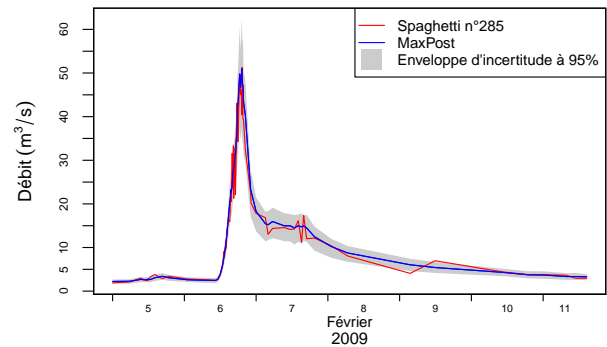 Spaghetti n°285
MaxPost
Enveloppe d'incertitude à 95%
Débit (m³/s)
60
50
40
30
20
15
10
5
0
5 6 7 8 9 10 11
Février
2009